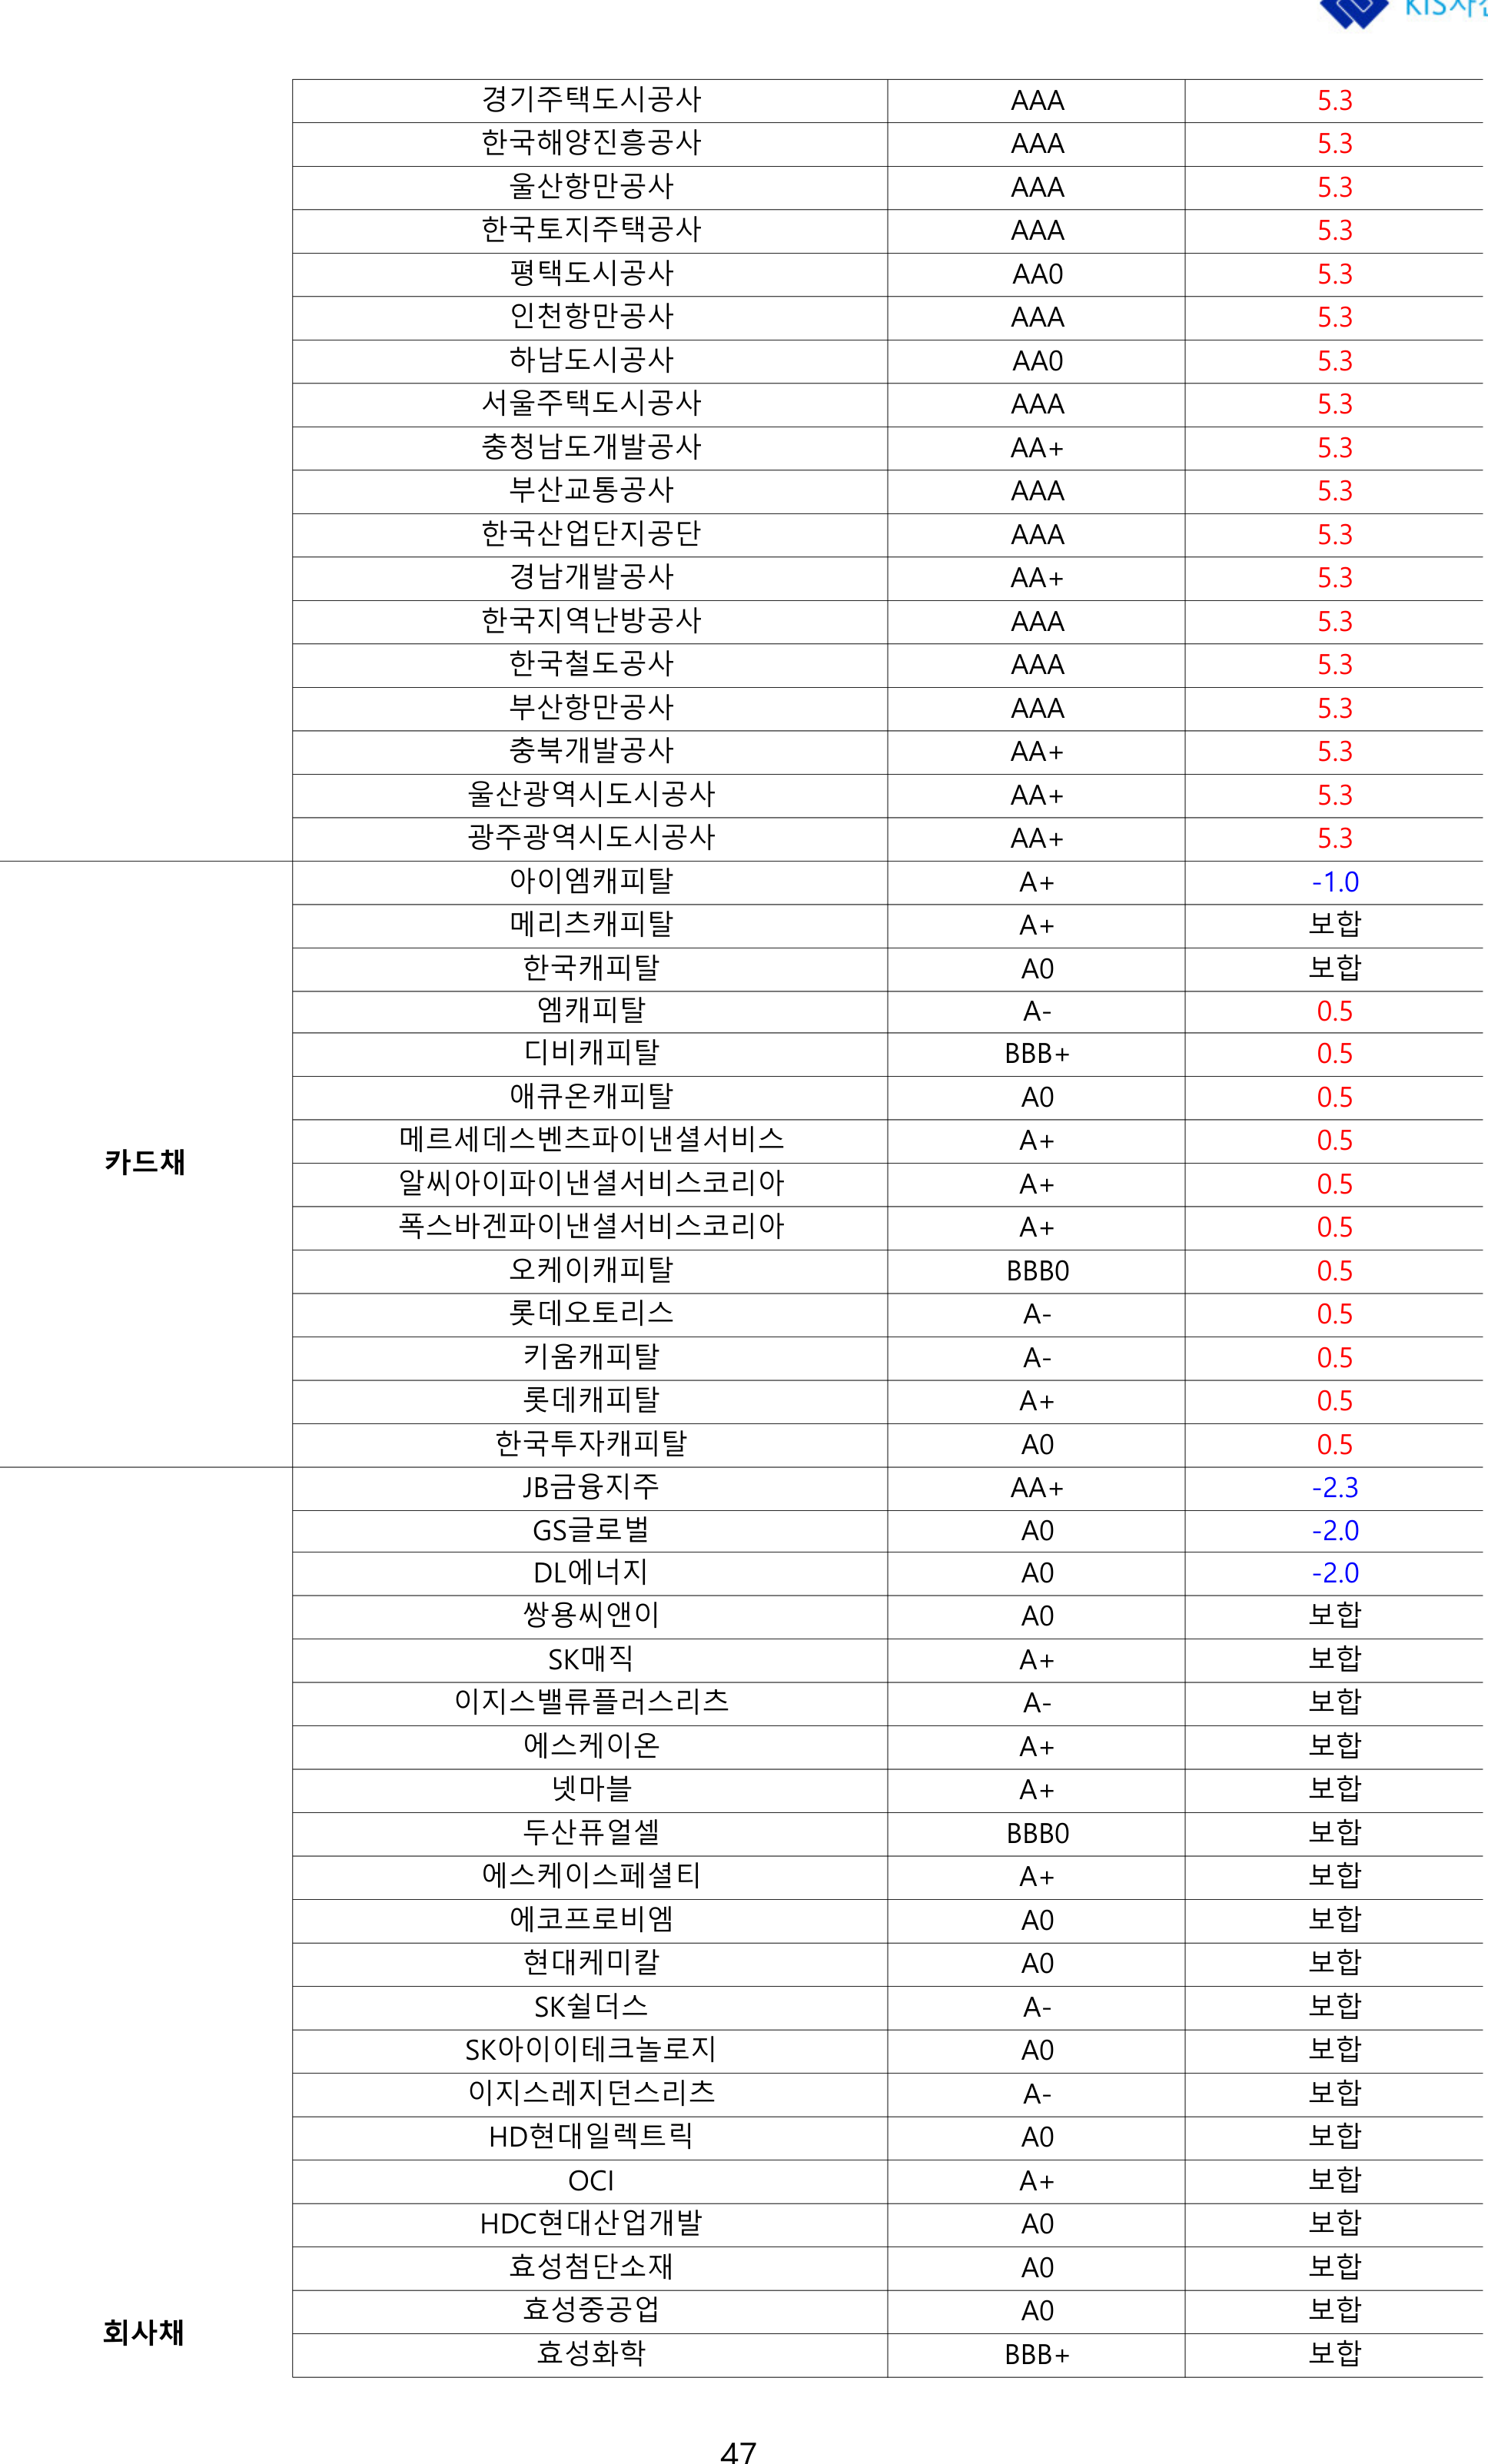 KIS자산
경기주택도시공사 AAA 5.3
한국해양진흥공사 AAA 5.3
울산항만공사 AAA 5.3
한국토지주택공사 AAA 5.3
평택도시공사 AA0 5.3
인천항만공사 AAA 5.3
하남도시공사 AA0 5.3
서울주택도시공사 AAA 5.3
충청남도개발공사 AA+ 5.3
부산교통공사 AAA 5.3
한국산업단지공단 AAA 5.3
경남개발공사 AA+ 5.3
한국지역난방공사 AAA 5.3
한국철도공사 AAA 5.3
부산항만공사 AAA 5.3
충북개발공사 AA+ 5.3
울산광역시도시공사 AA+ 5.3
광주광역시도시공사 AA+ 5.3
아이엠캐피탈 A+ -1.0
메리츠캐피탈 A+ 보합
한국캐피탈 A0 보합
엠캐피탈 A- 0.5
디비캐피탈 BBB+ 0.5
애큐온캐피탈 A0 0.5
메르세데스벤츠파이낸셜서비스 A+ 0.5
카드채
알씨아이파이낸셜서비스코리아 A+ 0.5
폭스바겐파이낸셜서비스코리아 A+ 0.5
오케이캐피탈 BBB0 0.5
롯데오토리스 A- 0.5
키움캐피탈 A- 0.5
롯데캐피탈 A+ 0.5
한국투자캐피탈 A0 0.5
JB금융지주 AA+ -2.3
GS글로벌 A0 -2.0
DL에너지 A0 -2.0
쌍용씨앤이 A0 보합
SK매직 A+ 보합
이지스밸류플러스리츠 A- 보합
에스케이온 A+ 보합
넷마블 A+ 보합
두산퓨얼셀 BBB0 보합
에스케이스페셜티 A+ 보합
에코프로비엠 A0 보합
현대케미칼 A0 보합
SK쉴더스 A- 보합
SK아이이테크놀로지 A0 보합
이지스레지던스리츠 A- 보합
HD현대일렉트릭 A0 보합
OCI A+ 보합
HDC현대산업개발 A0 보합
효성첨단소재 A0 보합
효성중공업 A0 보합
회사채
효성화학 BBB+ 보합
47